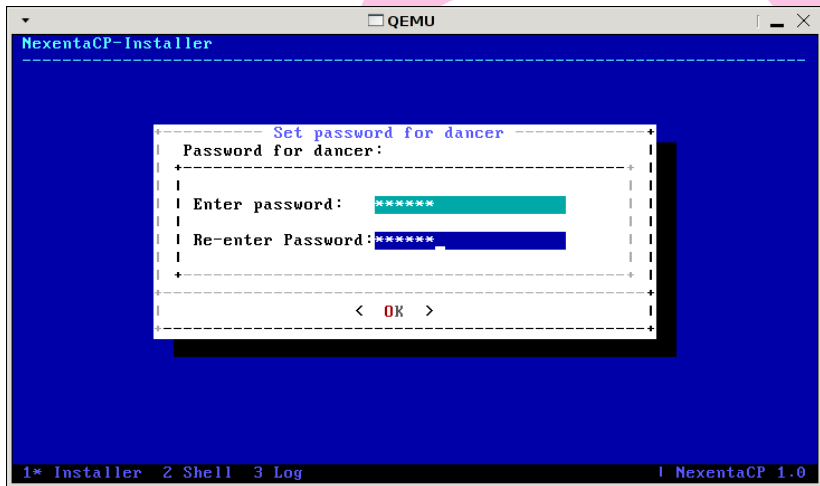 QEMU
NexentaCP-Installer
Set password for dancer
Password for dancer:
Enter password: ******
Re-enter Password:******_
< OK >
1* Installer 2 Shell 3 Log | NexentaCP 1.0